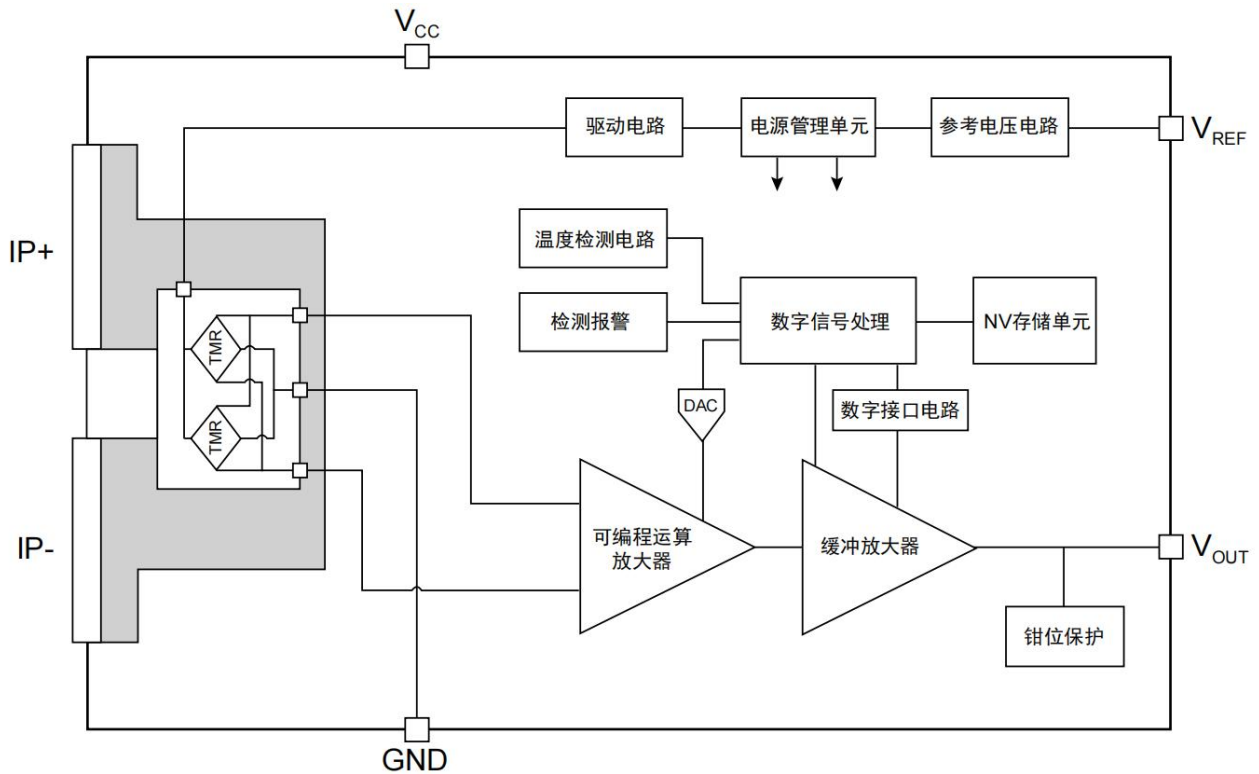 VCC
驱动电路
电源管理单元
参考电压电路
VREF
IP+
温度检测电路
检测报警
数字信号处理
NV存储单元
TMR
DAC
数字接口电路
TMR
IP-
可编程运算
放大器
缓冲放大器
VOUT
钳位保护
GND